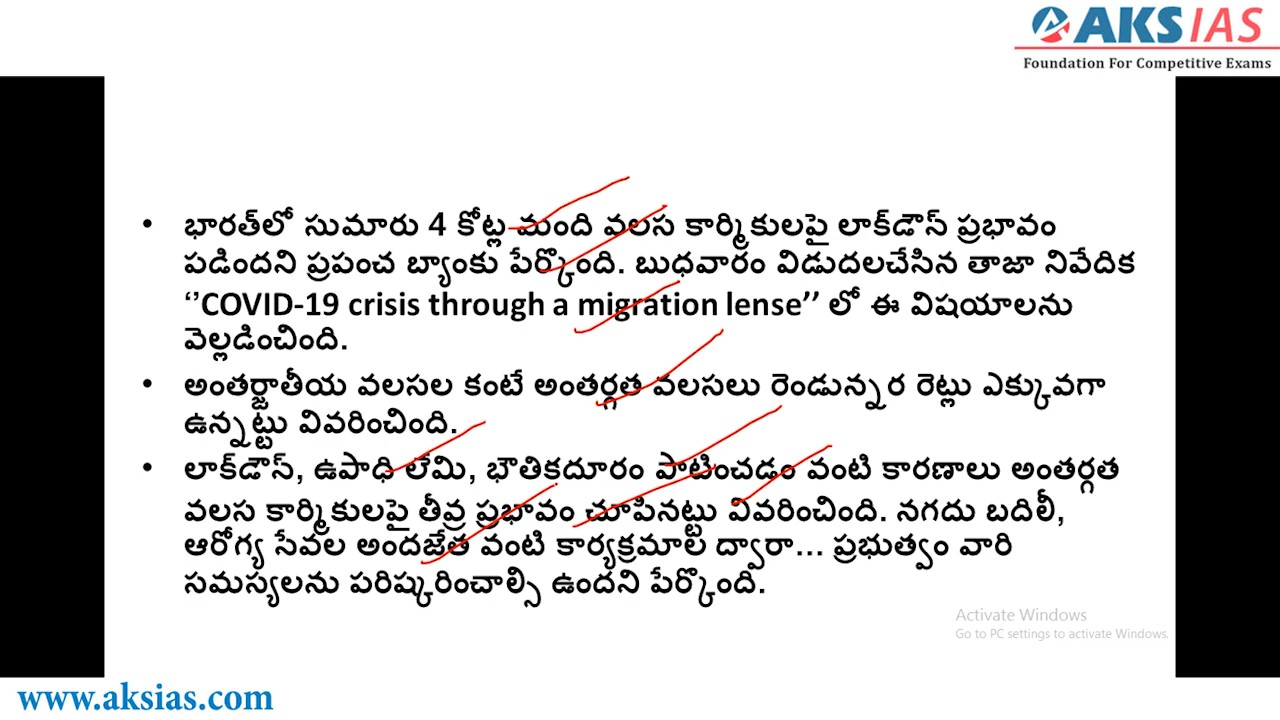 AKS IAS
Foundation For Competitive Exams
• భారత్‌లో సుమారు 4 కోట్ల మంది వలస కార్మికులపై లాక్‌డౌన్ ప్రభావం
పడిందని ప్రపంచ బ్యాంకు పేర్కొంది. బుధవారం విడుదలచేసిన తాజా నివేదిక
‘’COVID-19 crisis through a migration lense’’ లో ఈ విషయాలను
వెల్లడించింది.
• అంతర్జాతీయ వలసల కంటే అంతర్గత వలసలు రెండున్నర రెట్లు ఎక్కువగా
ఉన్నట్టు వివరించింది.
• లాక్‌డౌన్, ఉపాధి లేమి, భౌతికదూరం పాటించడం వంటి కారణాలు అంతర్గత
వలస కార్మికులపై తీవ్ర ప్రభావం చూపినట్టు వివరించింది. నగదు బదిలీ,
ఆరోగ్య సేవల అందజేత వంటి కార్యక్రమాల ద్వారా... ప్రభుత్వం వారి
సమస్యలను పరిష్కరించాల్సి ఉందని పేర్కొంది.
Activate Windows
Go to PC settings to activate Windows.
www.aksias.com